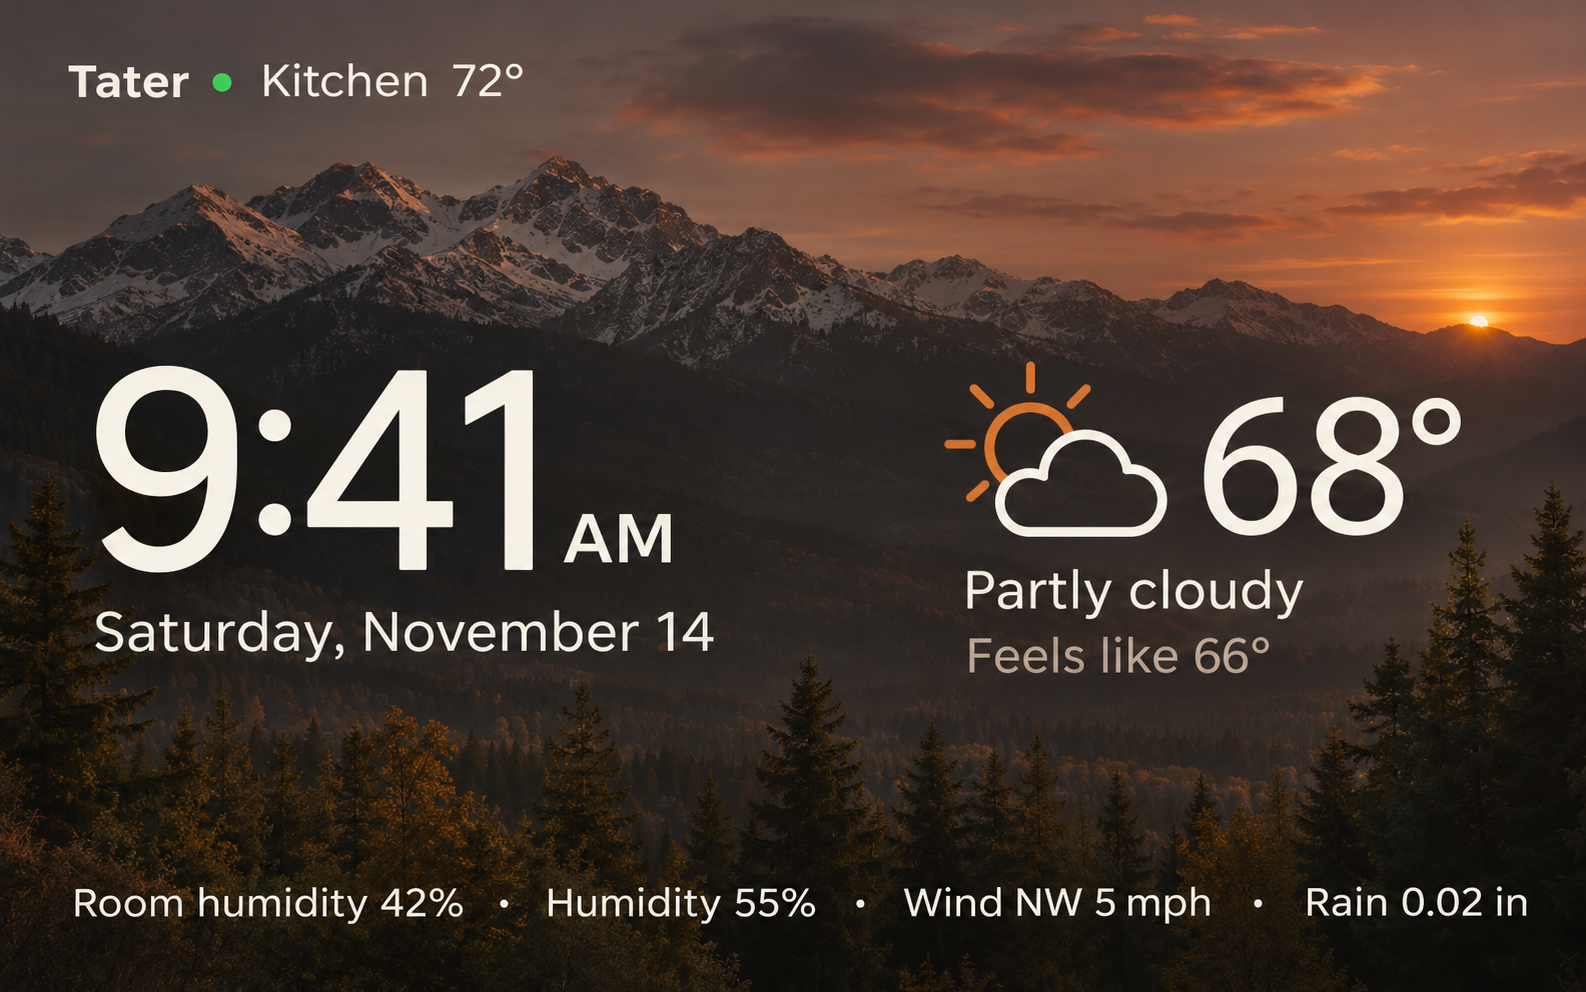 Tater • Kitchen 72°
9:41 AM
Saturday, November 14
68°
Partly cloudy
Feels like 66°
Room humidity 42% • Humidity 55% • Wind NW 5 mph • Rain 0.02 in